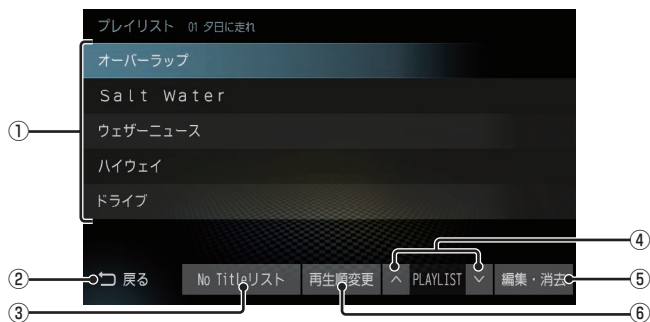 プレイリスト 01 夕日に走れ
オーバーラップ
Salt Water
ウェザーニュース
ハイウェイ
ドライブ
①
④
② 戻る No Titleリスト 再生順変更 PLAYLIST 編集・消去 ⑤
③ ⑥